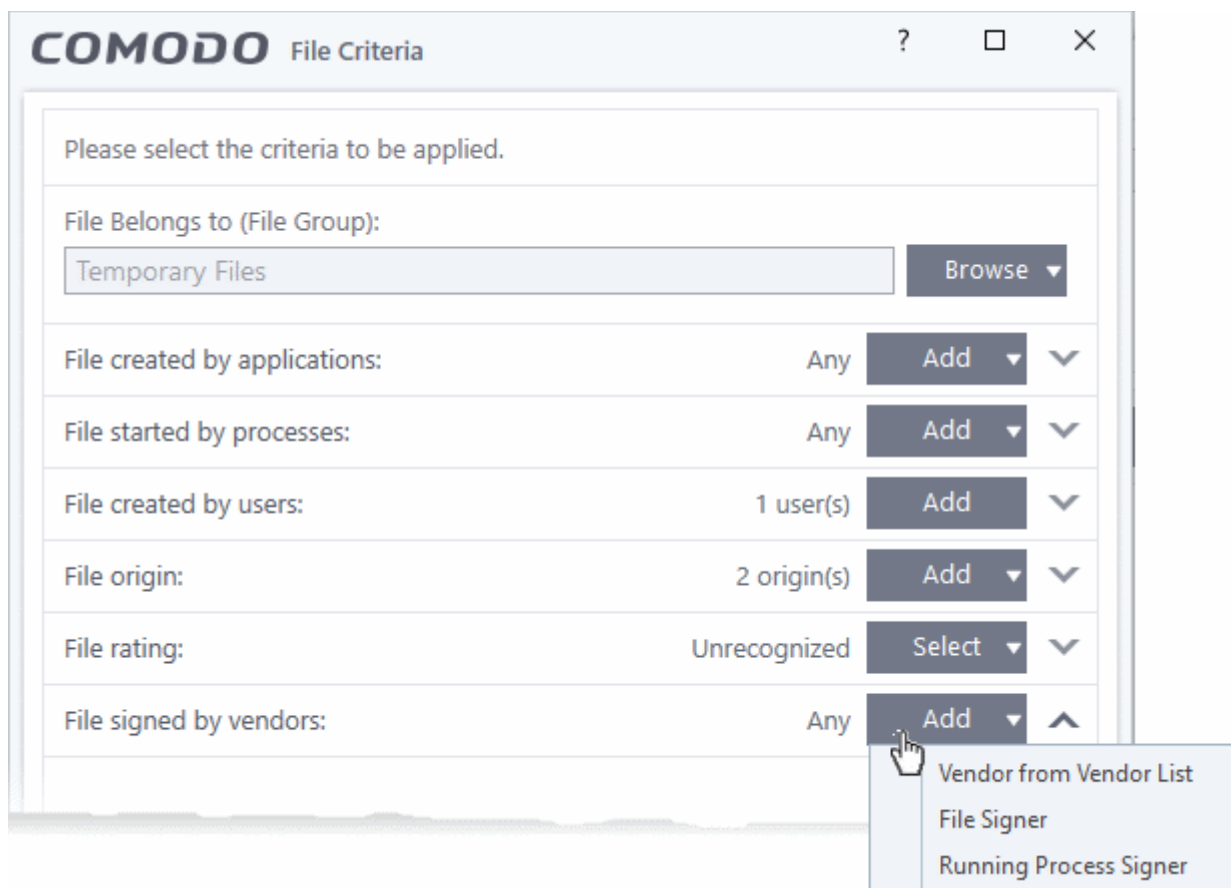 COMODO File Criteria ?
Please select the criteria to be applied.
File Belongs to (File Group):
Temporary Files Browse
File created by applications: Any Add
File started by processes: Any Add
File created by users: 1 user(s) Add
File origin: 2 origin(s) Add
File rating: Unrecognized Select
File signed by vendors: Any Add
Vendor from Vendor List
File Signer
Running Process Signer